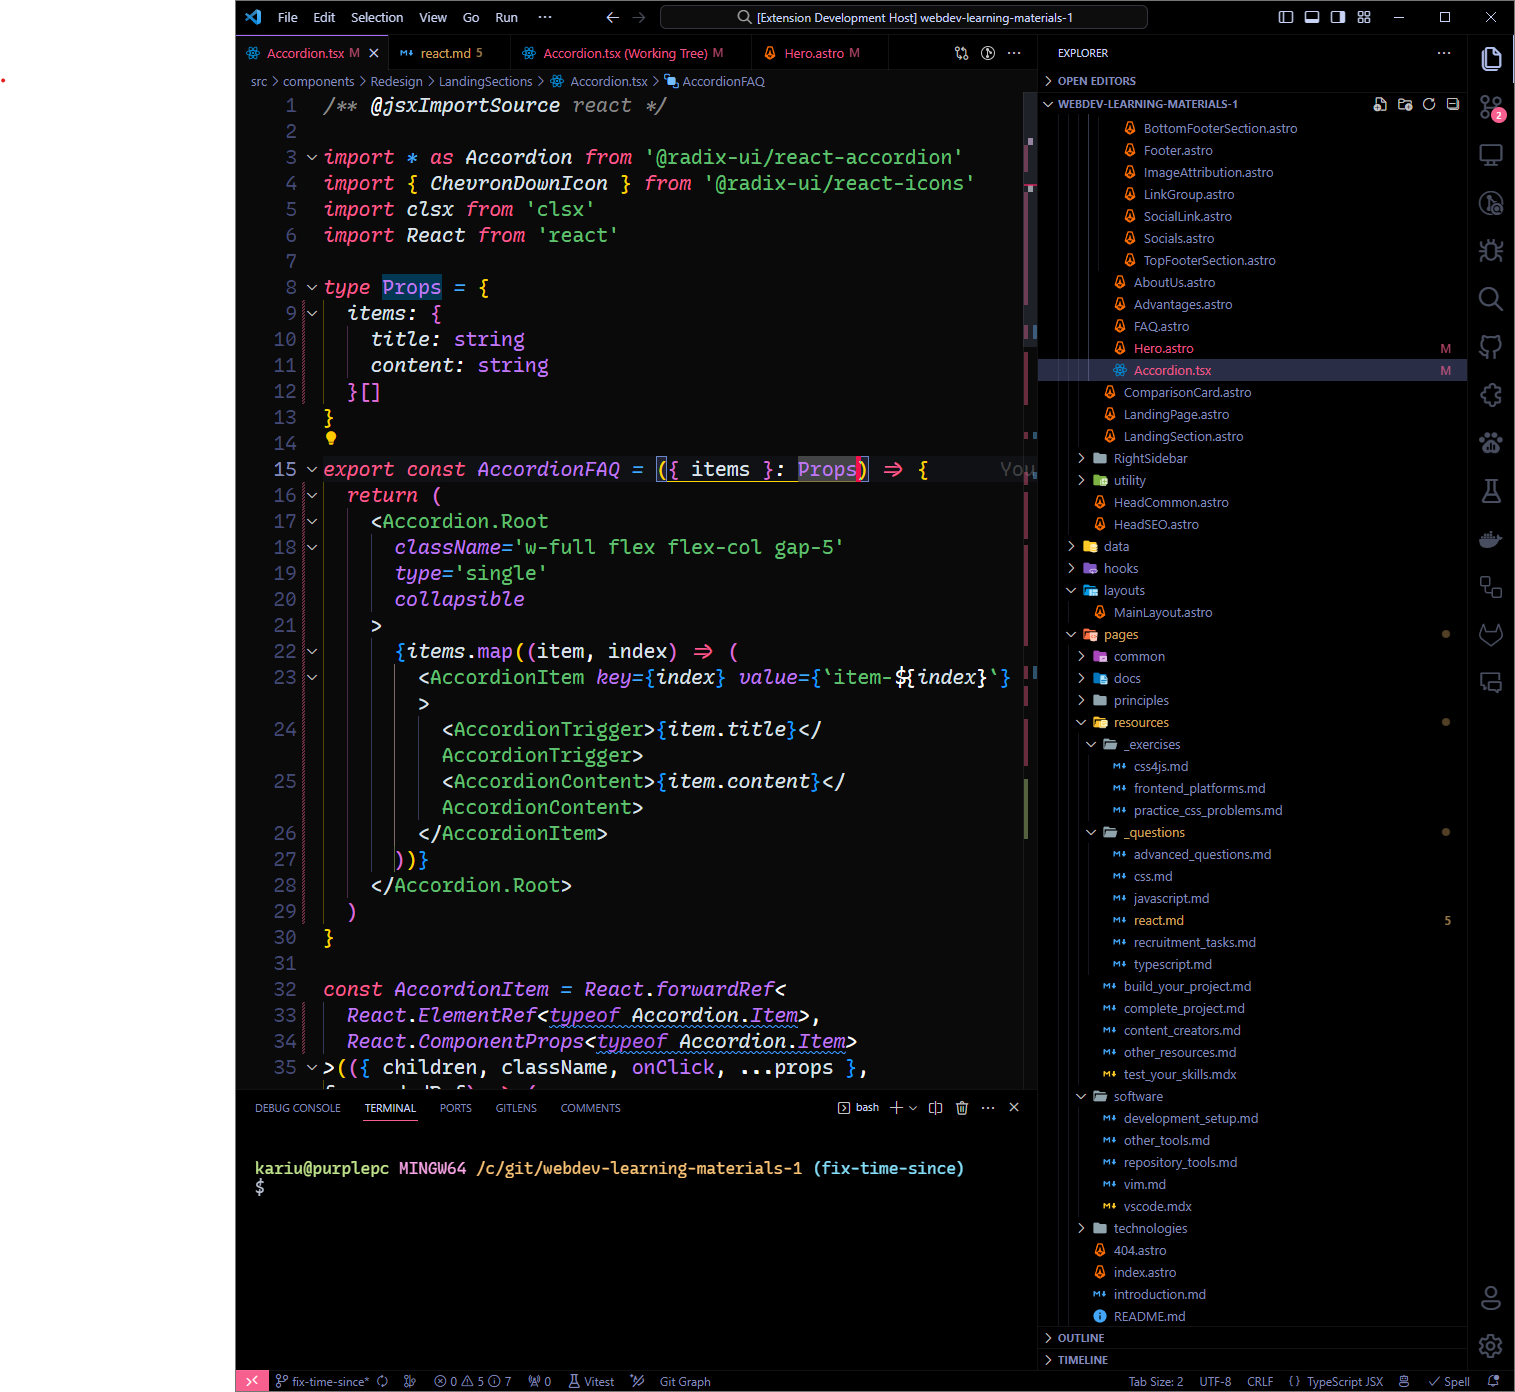 File Edit Selection View Go Run ··· [Extension Development Host] webdev-learning-materials-1
Accordion.tsx M react.md 5 Accordion.tsx (Working Tree) M Hero.astro M
src > components > Redesign > LandingSections > Accordion.tsx > AccordionFAQ
1 /** @jsxImportSource react */
2
3 import * as Accordion from '@radix-ui/react-accordion'
4 import { ChevronDownIcon } from '@radix-ui/react-icons'
5 import clsx from 'clsx'
6 import React from 'react'
7
8 type Props = {
9 items: {
10 title: string
11 content: string
12 }[]
13 }
14
15 export const AccordionFAQ = ({ items }: Props) => { You
16 return (
17 <Accordion.Root
18 className='w-full flex flex-col gap-5'
19 type='single'
20 collapsible
21 >
22 {items.map((item, index) => (
23 <AccordionItem key={index} value={`item-${index}`}
>
24 <AccordionTrigger>{item.title}</
AccordionTrigger>
25 <AccordionContent>{item.content}</
AccordionContent>
26 </AccordionItem>
27 ))}
28 </Accordion.Root>
29 )
30 }
31
32 const AccordionItem = React.forwardRef<
33 React.ElementRef<typeof Accordion.Item>,
34 React.ComponentProps<typeof Accordion.Item>
35 >(({ children, className, onClick, ...props },
DEBUG CONSOLE TERMINAL PORTS GITLENS COMMENTS bash
kariu@purplepc MINGW64 /c/git/webdev-learning-materials-1 (fix-time-since)
$
EXPLORER
OPEN EDITORS
WEBDEV-LEARNING-MATERIALS-1
BottomFooterSection.astro
Footer.astro
ImageAttribution.astro
LinkGroup.astro
SocialLink.astro
Socials.astro
TopFooterSection.astro
AboutUs.astro
Advantages.astro
FAQ.astro
Hero.astro M
Accordion.tsx M
ComparisonCard.astro
LandingPage.astro
LandingSection.astro
RightSidebar
utility
HeadCommon.astro
HeadSEO.astro
data
hooks
layouts
MainLayout.astro
pages
common
docs
principles
resources
_exercises
css4js.md
frontend_platforms.md
practice_css_problems.md
_questions
advanced_questions.md
css.md
javascript.md
react.md 5
recruitment_tasks.md
typescript.md
build_your_project.md
complete_project.md
content_creators.md
other_resources.md
test_your_skills.mdx
software
development_setup.md
other_tools.md
repository_tools.md
vim.md
vscode.mdx
technologies
404.astro
index.astro
introduction.md
README.md
OUTLINE
TIMELINE
2
fix-time-since* 0 5 7 0 Vitest Git Graph Tab Size: 2 UTF-8 CRLF {} TypeScript JSX Spell